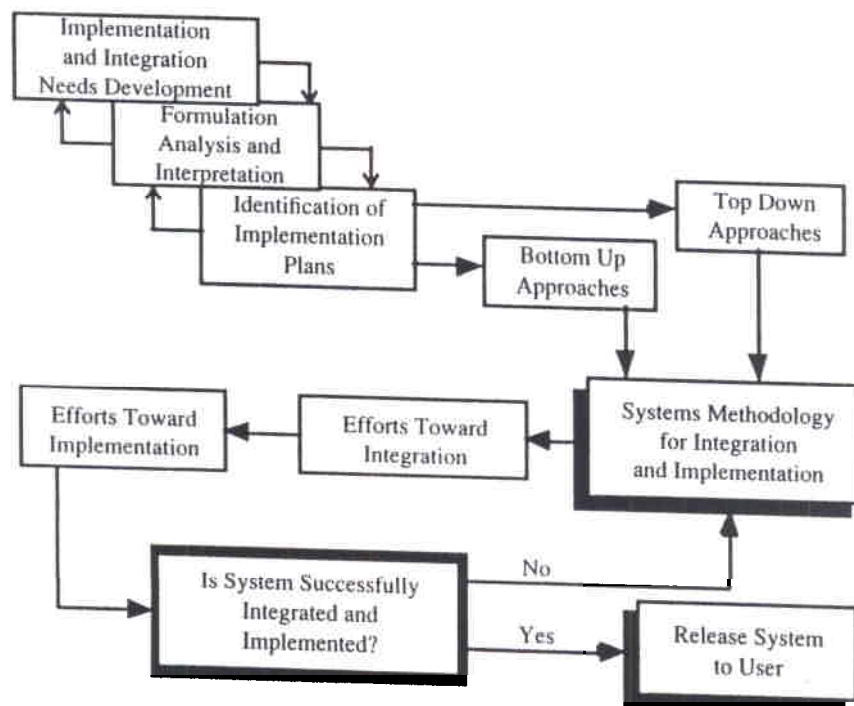 Implementation
and Integration
Needs Development
Formulation
Analysis and
Interpretation
Identification of
Implementation
Plans
Top Down
Approaches
Bottom Up
Approaches
Systems Methodology
for Integration
and Implementation
Efforts Toward
Integration
Efforts Toward
Implementation
Is System Successfully
Integrated and
Implemented?
No
Yes
Release System
to User